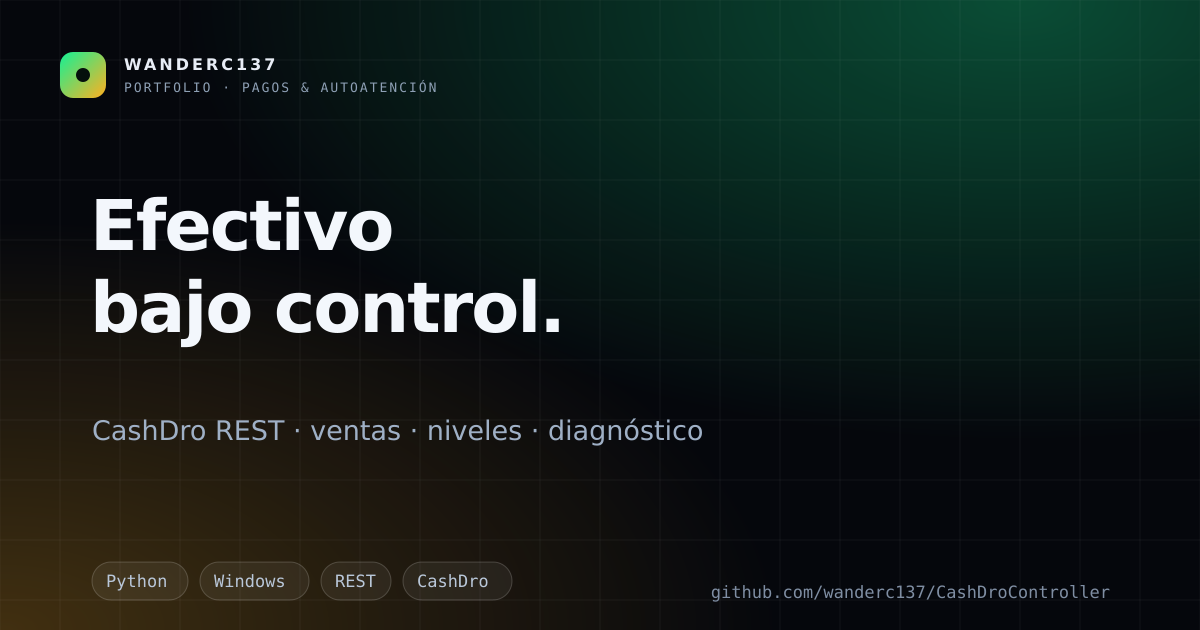 WANDERC137
PORTFOLIO · PAGOS & AUTOATENCIÓN
Efectivo
bajo control.
CashDro REST · ventas · niveles · diagnóstico
Python
Windows
REST
CashDro
github.com/wanderc137/CashDroController